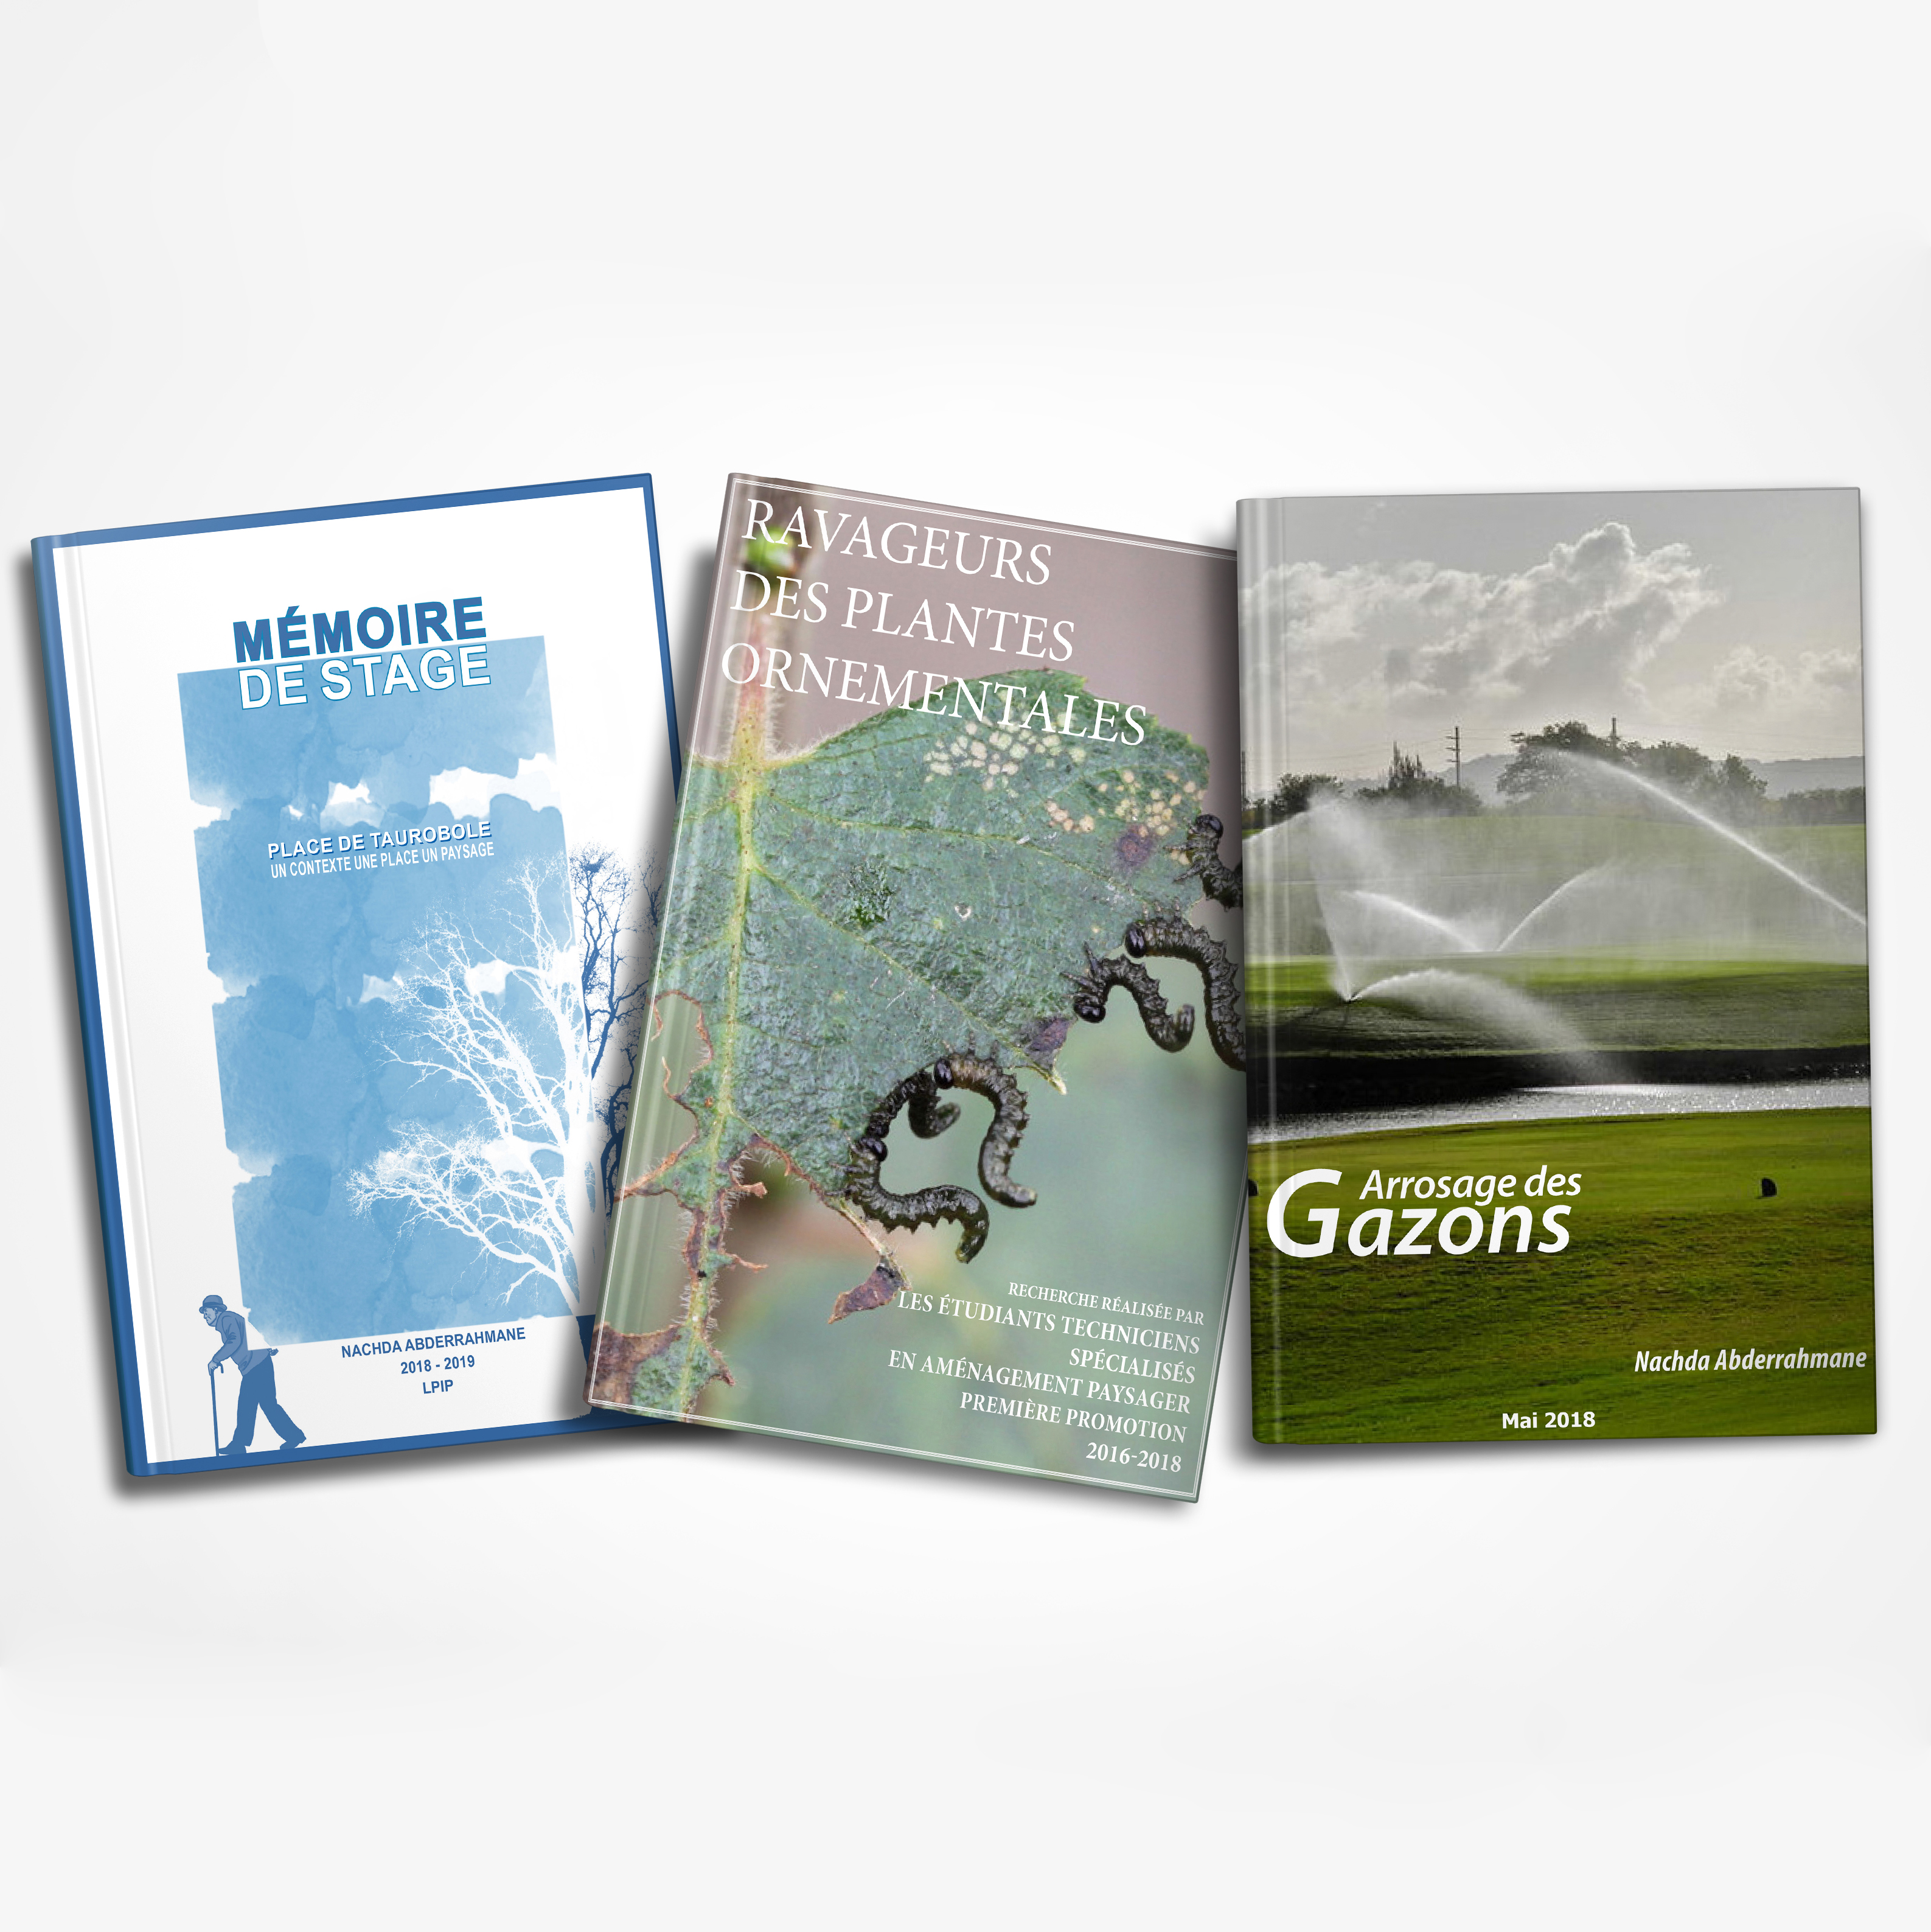 MÉMOIRE
DE STAGE
PLACE DE TAUROBOLE
UN CONTEXTE UNE PLACE UN PAYSAGE
NACHDA ABDERRAHMANE
2018 - 2019
LPIP
RAVAGEURS
DES PLANTES
ORNEMENTALES
RECHERCHE RÉALISÉE PAR
LES ÉTUDIANTS TECHNICIENS
SPÉCIALISÉS
EN AMÉNAGEMENT PAYSAGER
PREMIÈRE PROMOTION
2016-2018
Arrosage des
Gazons
Nachda Abderrahmane
Mai 2018